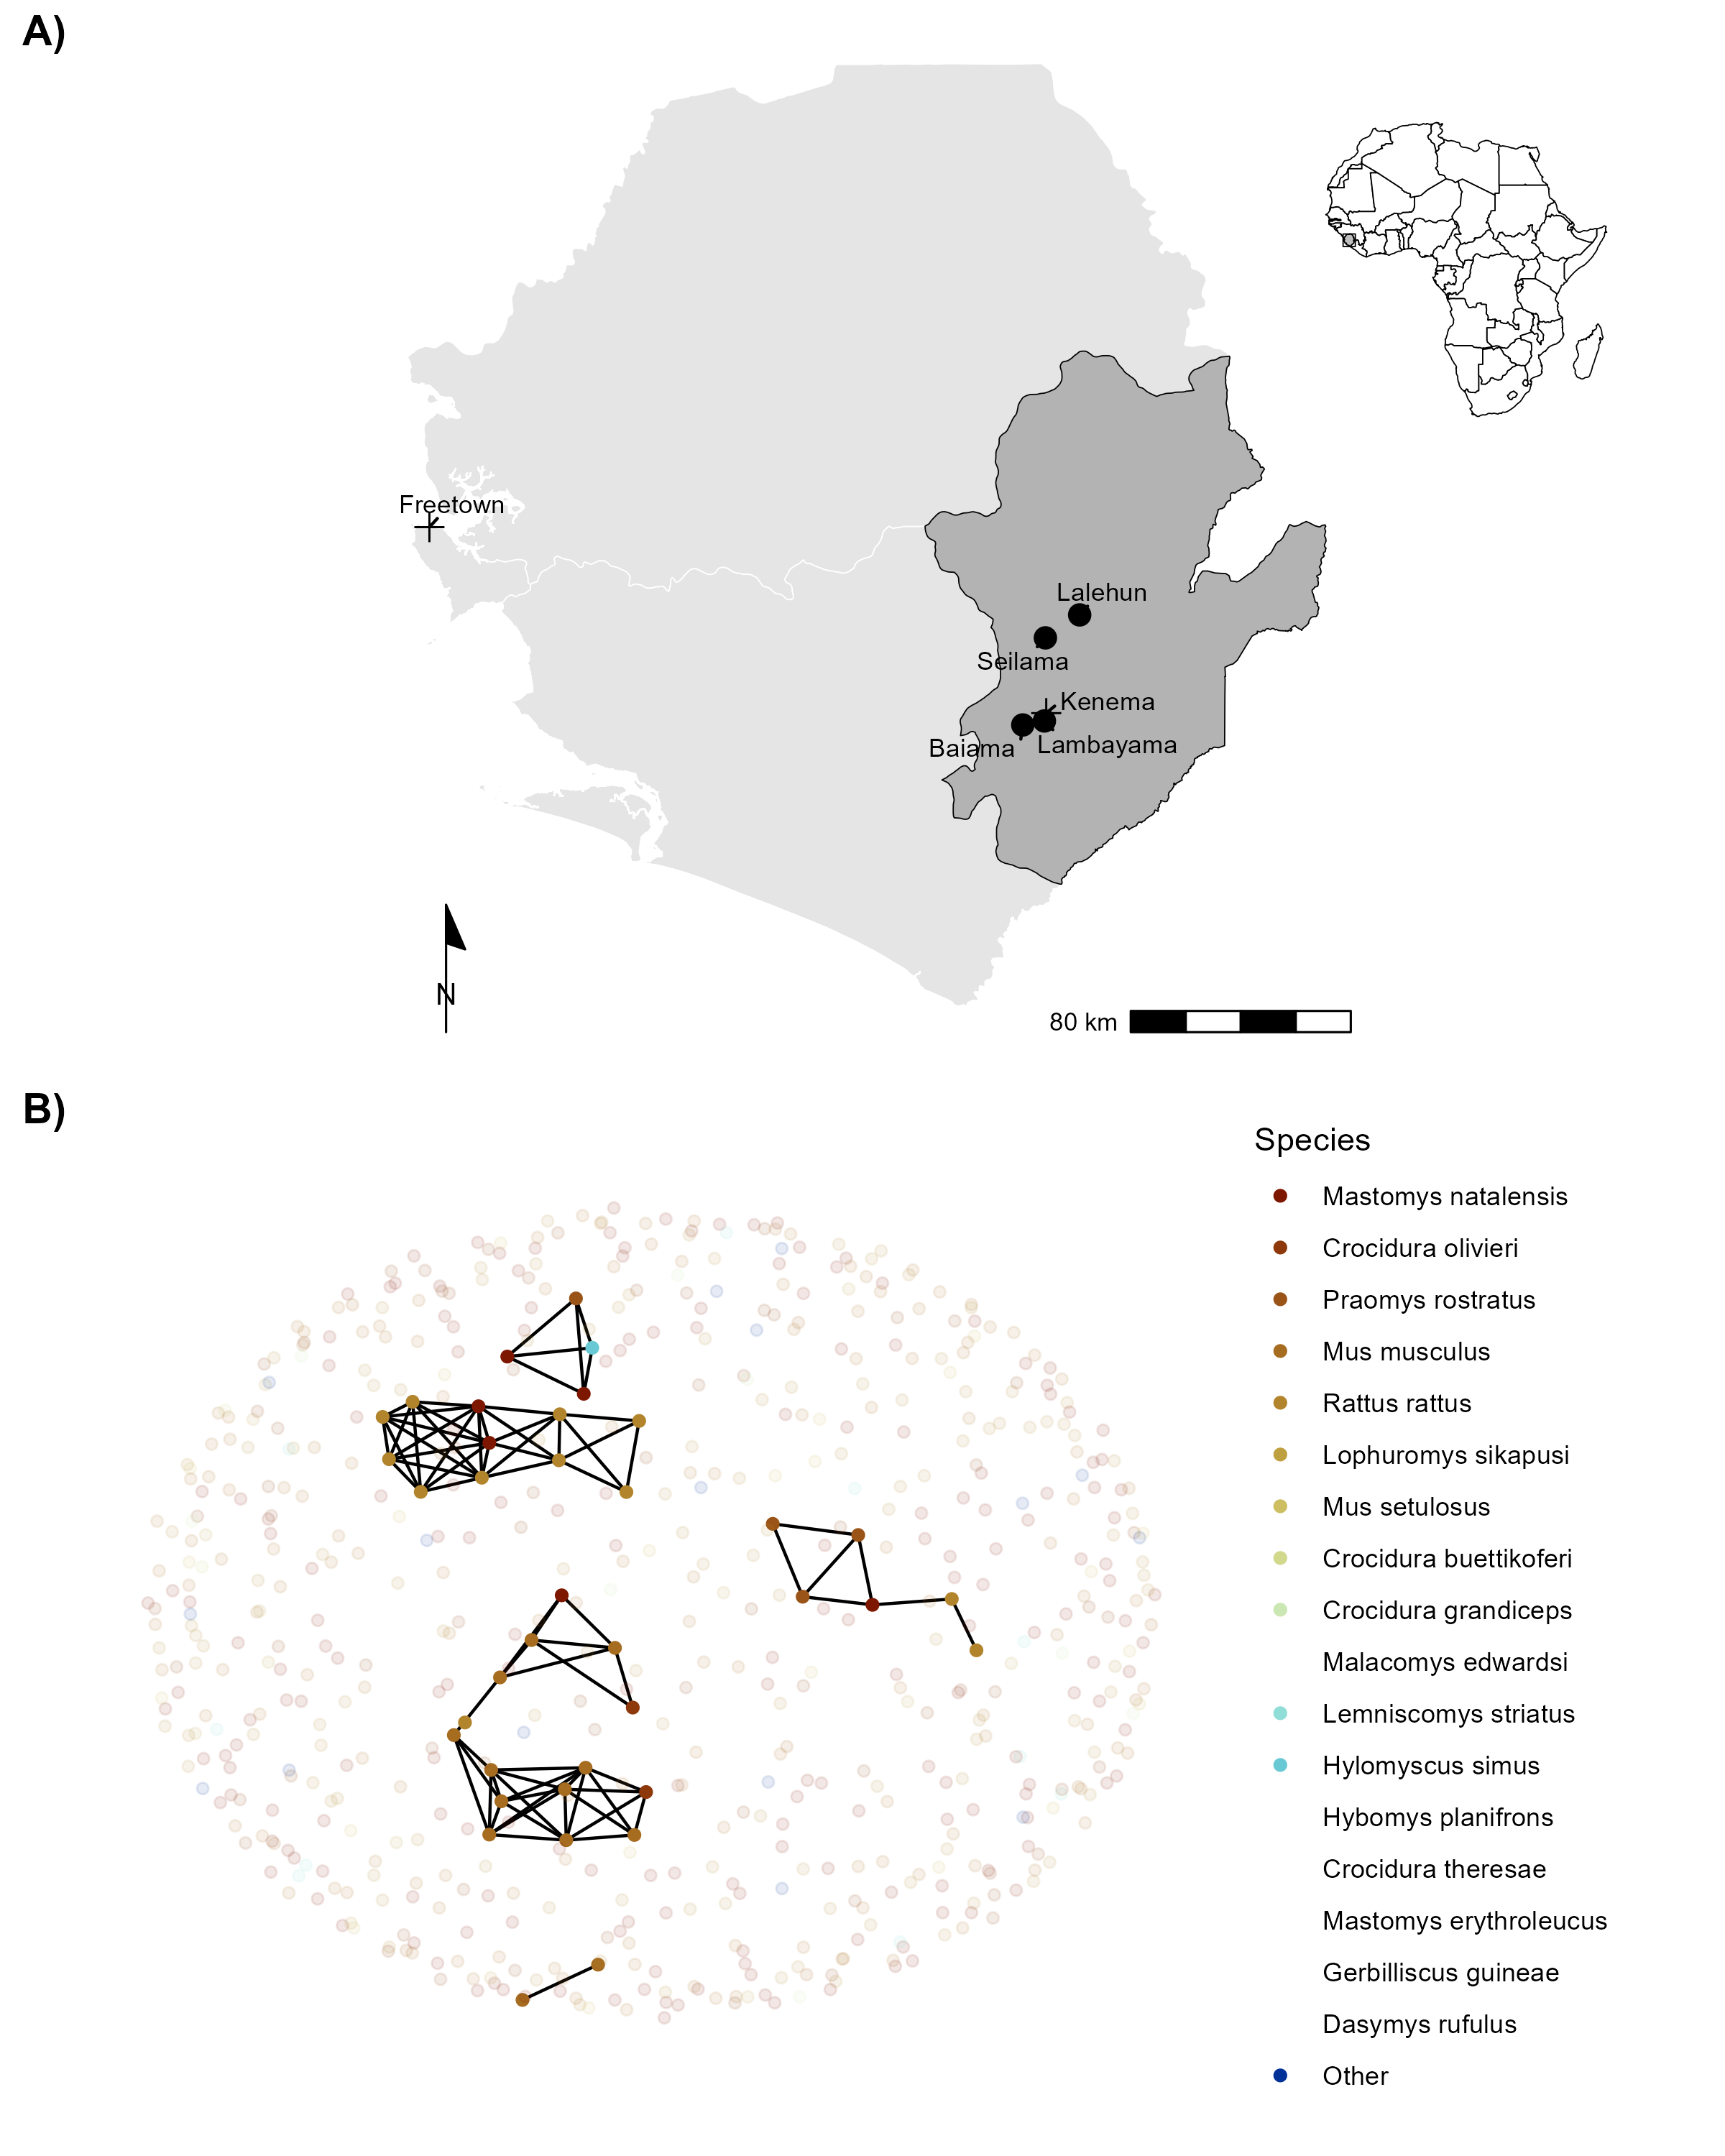 A)
Freetown
Lalehun
Seilama
Kenema
Baiama
Lambayama
N
80 km
B)
Species
Mastomys natalensis
Crocidura olivieri
Praomys rostratus
Mus musculus
Rattus rattus
Lophuromys sikapusi
Mus setulosus
Crocidura buettikoferi
Crocidura grandiceps
Malacomys edwardsi
Lemniscomys striatus
Hylomyscus simus
Hybomys planifrons
Crocidura theresae
Mastomys erythroleucus
Gerbilliscus guineae
Dasymys rufulus
Other